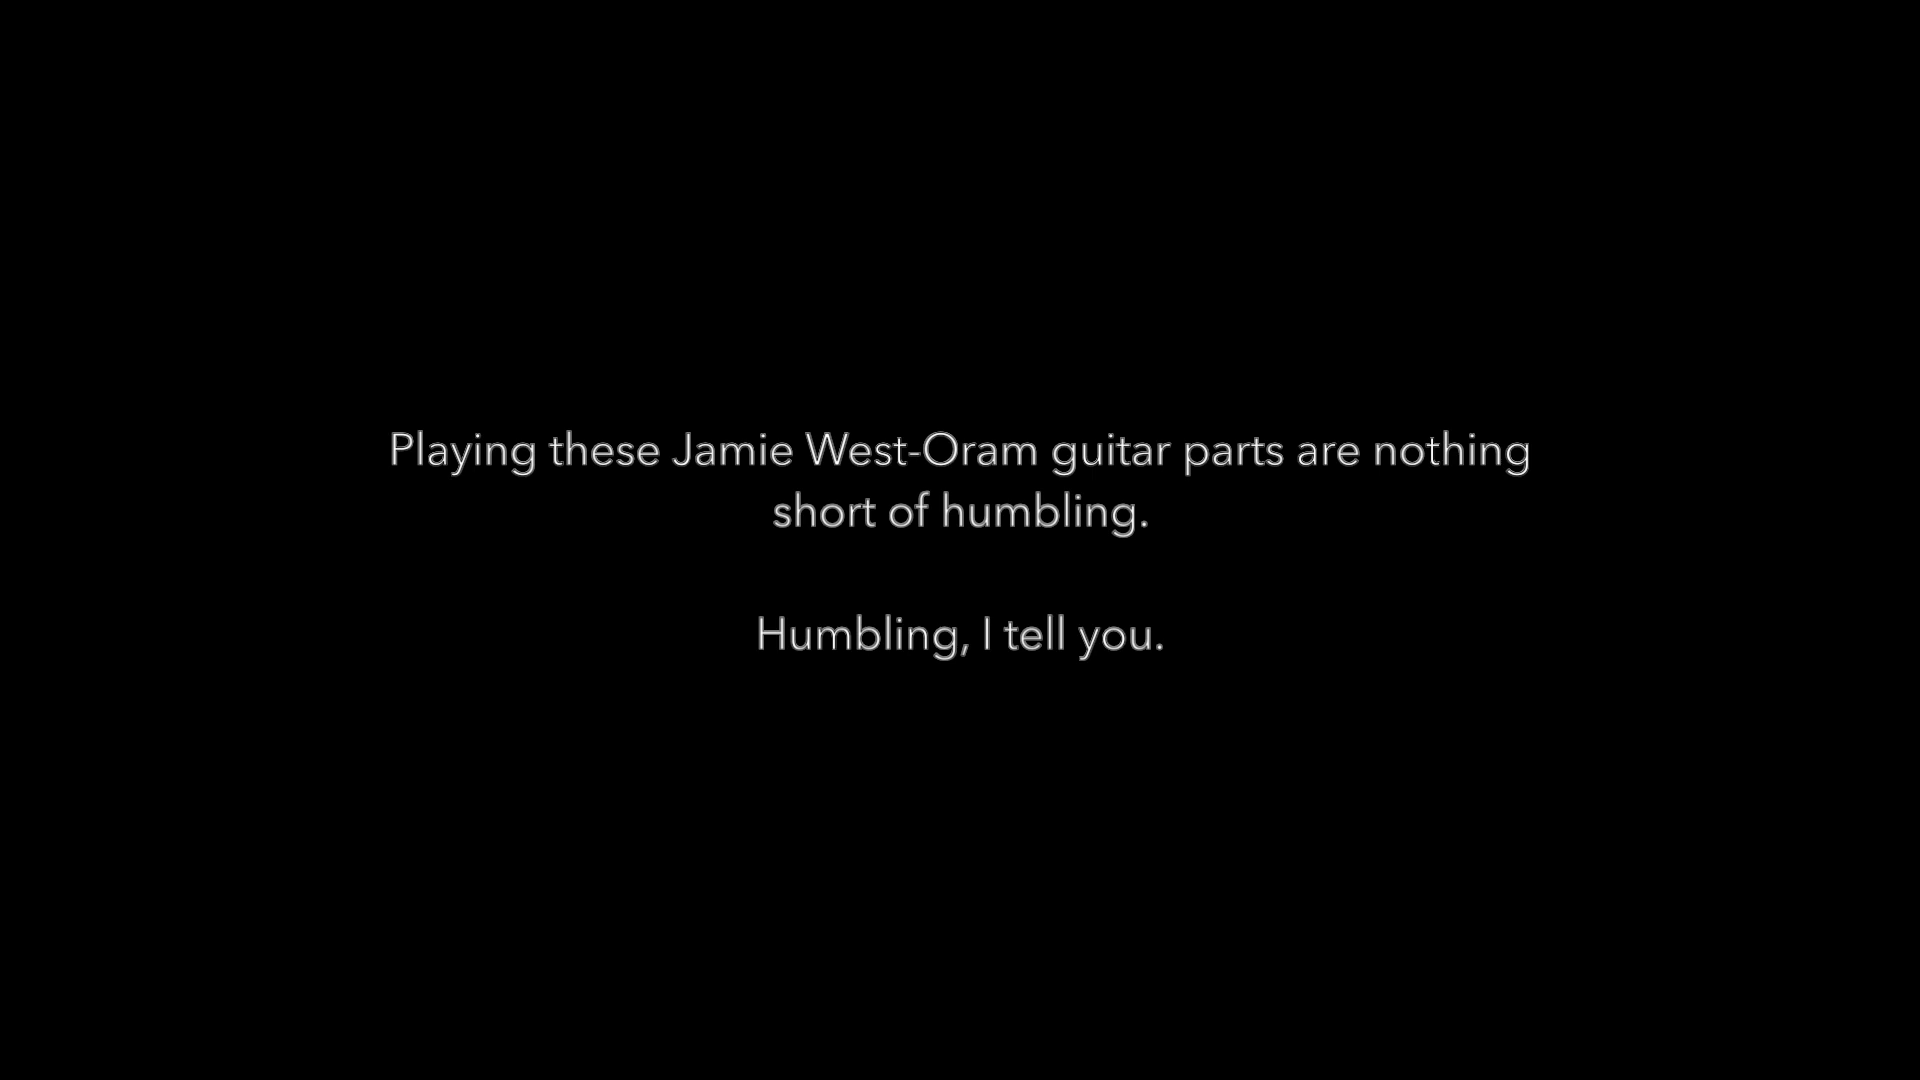 Playing these Jamie West-Oram guitar parts are nothing
short of humbling.
Humbling, I tell you.